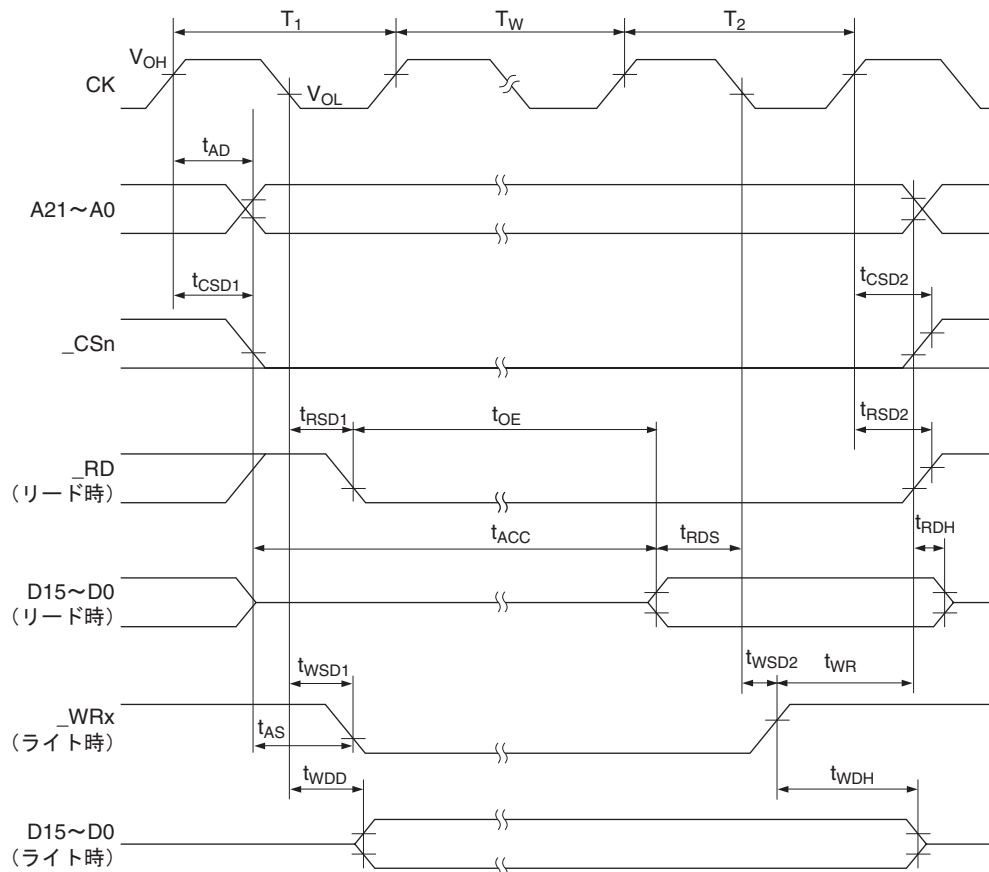 T1 TW T2
VOH
CK
VOL
tAD
A21～A0
tCSD1 tCSD2
_CSn
tRSD1 tOE tRSD2
_RD
（リード時）
tACC tRDS tRDH
D15～D0
（リード時）
tWSD1 tWSD2 tWR
_WRx
（ライト時）
tAS
tWDD tWDH
D15～D0
（ライト時）